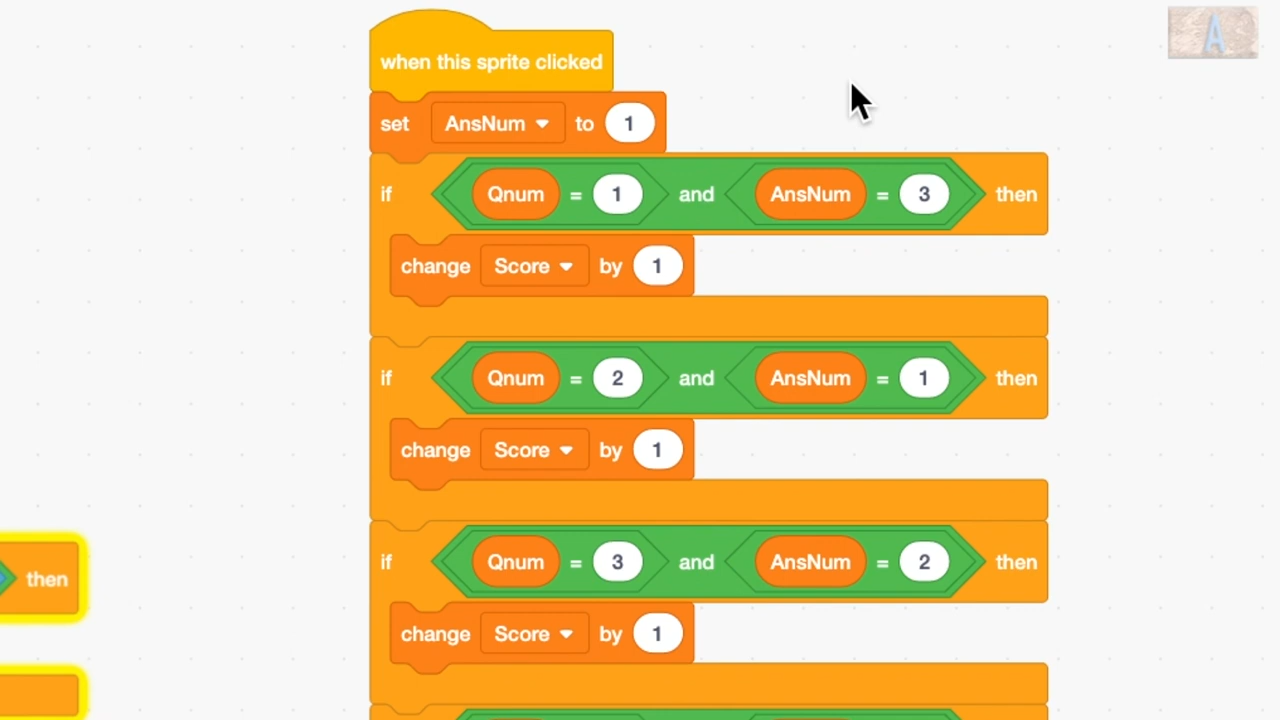 when this sprite clicked
A
set AnsNum to 1
if Qnum = 1 and AnsNum = 3 then
change Score by 1
if Qnum = 2 and AnsNum = 1 then
change Score by 1
if Qnum = 3 and AnsNum = 2 then
then
change Score by 1